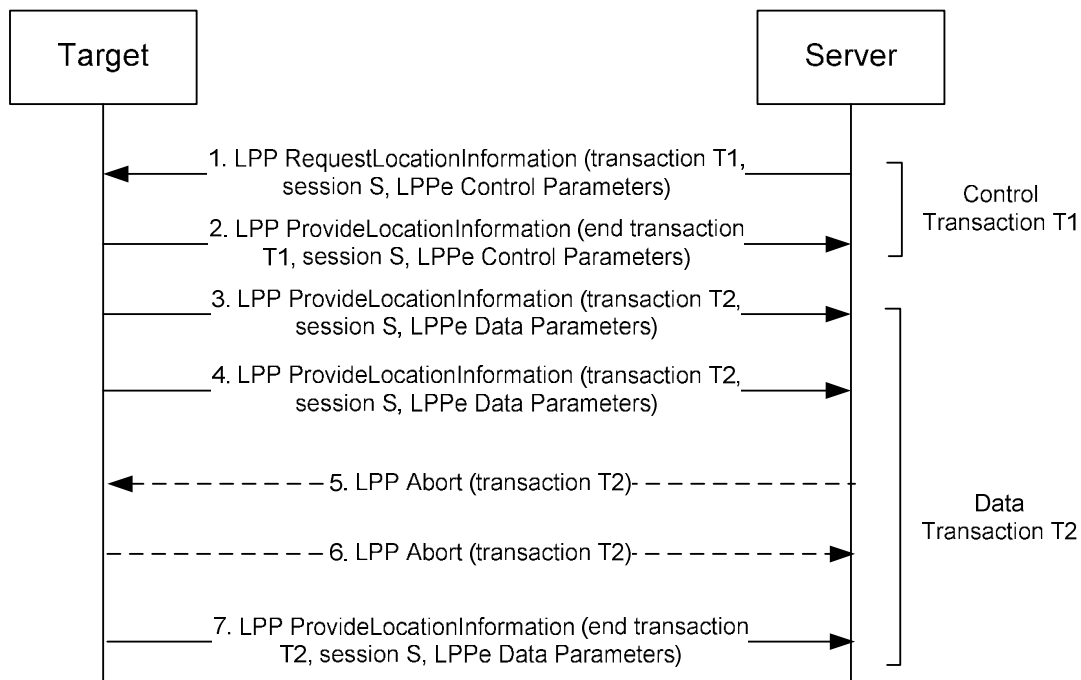 Target
Server
1. LPP RequestLocationInformation (transaction T1,
session S, LPPe Control Parameters)
Control
Transaction T1
2. LPP ProvideLocationInformation (end transaction
T1, session S, LPPe Control Parameters)
3. LPP ProvideLocationInformation (transaction T2,
session S, LPPe Data Parameters)
4. LPP ProvideLocationInformation (transaction T2,
session S, LPPe Data Parameters)
5. LPP Abort (transaction T2)
Data
Transaction T2
6. LPP Abort (transaction T2)
7. LPP ProvideLocationInformation (end transaction
T2, session S, LPPe Data Parameters)